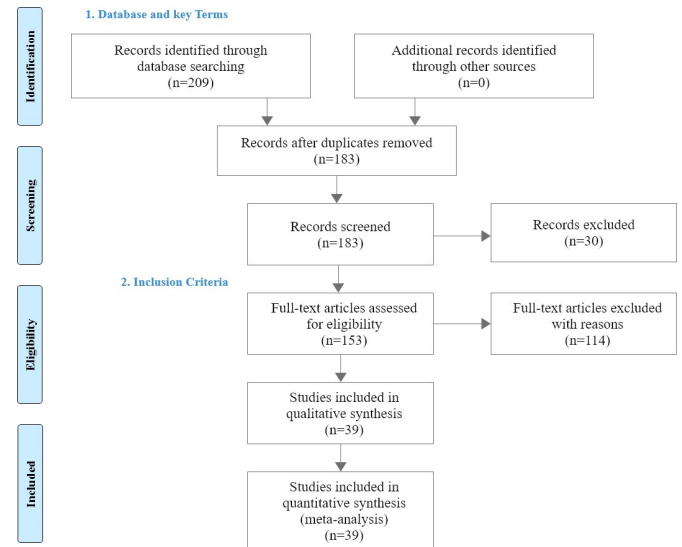 1. Database and key Terms
Identification
Records identified through
database searching
(n=209)
Additional records identified
through other sources
(n=0)
Records after duplicates removed
(n=183)
Screening
Records screened
(n=183)
Records excluded
(n=30)
2. Inclusion Criteria
Eligibility
Full-text articles assessed
for eligibility
(n=153)
Full-text articles excluded
with reasons
(n=114)
Studies included in
qualitative synthesis
(n=39)
Included
Studies included in
quantitative synthesis
(meta-analysis)
(n=39)